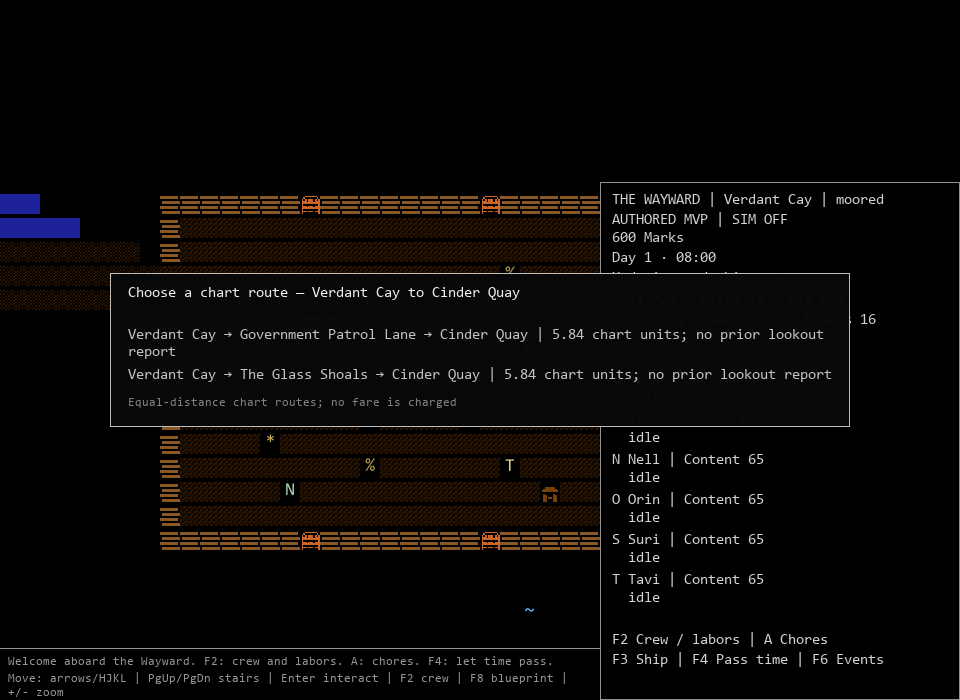 THE WAYWARD | Verdant Cay | moored
AUTHORED MVP | SIM OFF
600 Marks
Day 1 · 08:00
%
Choose a chart route — Verdant Cay to Cinder Quay
16
Verdant Cay → Government Patrol Lane → Cinder Quay | 5.84 chart units; no prior lookout
report
Verdant Cay → The Glass Shoals → Cinder Quay | 5.84 chart units; no prior lookout report
Equal-distance chart routes; no fare is charged
idle
*
N Nell | Content 65
% T
idle
N
O Orin | Content 65
idle
S Suri | Content 65
idle
T Tavi | Content 65
idle
~
F2 Crew / labors | A Chores
F3 Ship | F4 Pass time | F6 Events
Welcome aboard the Wayward. F2: crew and labors. A: chores. F4: let time pass.
Move: arrows/HJKL | PgUp/PgDn stairs | Enter interact | F2 crew | F8 blueprint |
+/- zoom